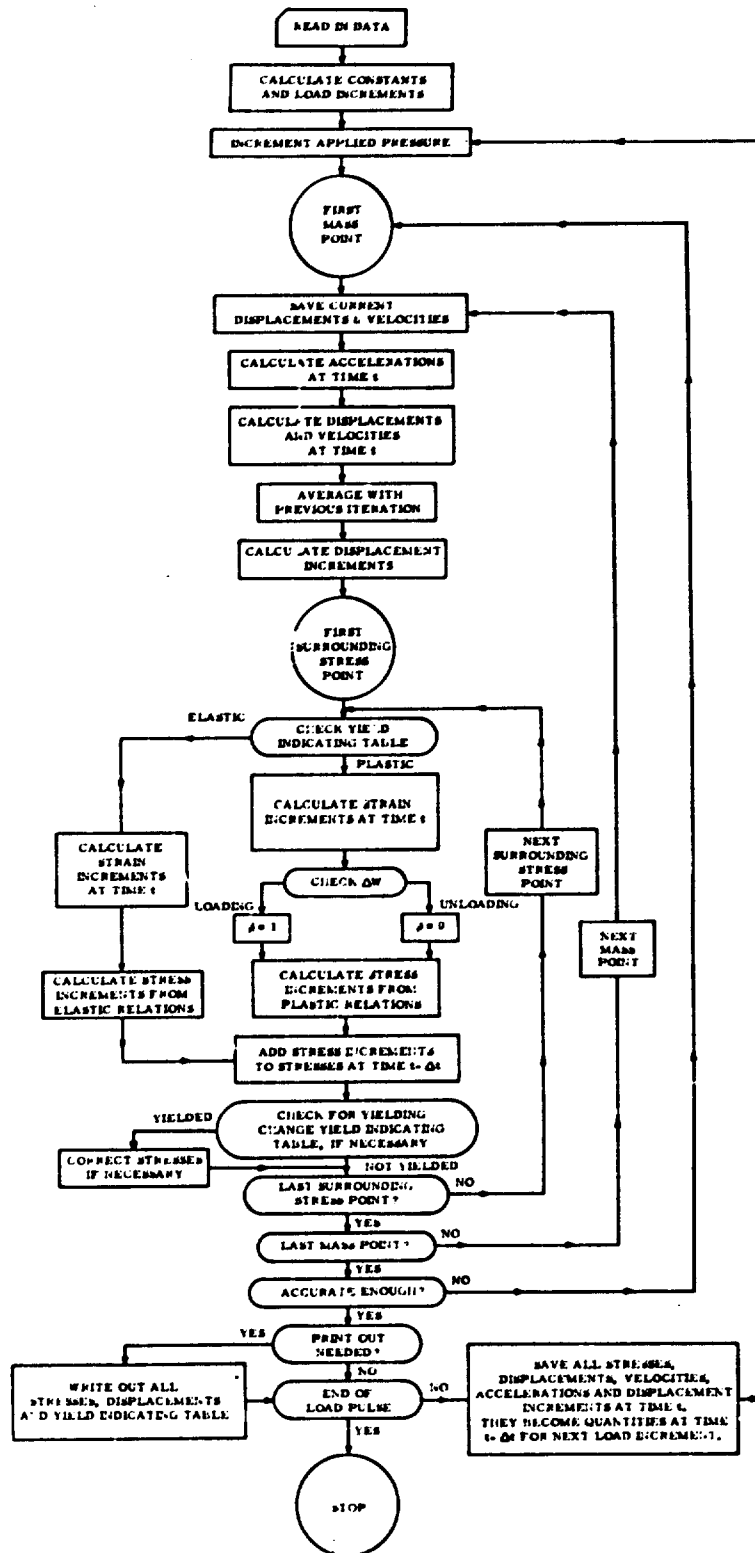 READ IN DATA
CALCULATE CONSTANTS
AND LOAD INCREMENTS
INCREMENT APPLIED PRESSURE
FIRST
MASS
POINT
SAVE CURRENT
DISPLACEMENTS & VELOCITIES
CALCULATE ACCELERATIONS
AT TIME t
CALCULATE DISPLACEMENTS
AND VELOCITIES
AT TIME t
AVERAGE WITH
PREVIOUS ITERATION
CALCULATE DISPLACEMENT
INCREMENTS
FIRST
SURROUNDING
STRESS
POINT
ELASTIC
CHECK YIELD
INDICATING TABLE
PLASTIC
CALCULATE STRAIN
INCREMENTS AT TIME t
CALCULATE
STRAIN
INCREMENTS
AT TIME t
NEXT
SURROUNDING
STRESS
POINT
CHECK ΔW
LOADING
UNLOADING
= 1
= 0
NEXT
MASS
POINT
CALCULATE STRESS
INCREMENTS FROM
ELASTIC RELATIONS
CALCULATE STRESS
INCREMENTS FROM
PLASTIC RELATIONS
ADD STRESS INCREMENTS
TO STRESSES AT TIME t- Δt
YIELDED
CHECK FOR YIELDING
CHANGE YIELD INDICATING
TABLE, IF NECESSARY
CORRECT STRESSES
IF NECESSARY
NOT YIELDED
LAST SURROUNDING
STRESS POINT?
NO
YES
LAST MASS POINT?
NO
YES
ACCURATE ENOUGH?
NO
YES
YES
PRINT OUT
NEEDED?
NO
WRITE OUT ALL
STRESSES, DISPLACEMENTS
AND YIELD INDICATING TABLE
END OF
LOAD PULSE
NO
YES
SAVE ALL STRESSES,
DISPLACEMENTS, VELOCITIES,
ACCELERATIONS AND DISPLACEMENT
INCREMENTS AT TIME t.
THEY BECOME QUANTITIES AT TIME
t- Δt FOR NEXT LOAD INCREMENT.
STOP